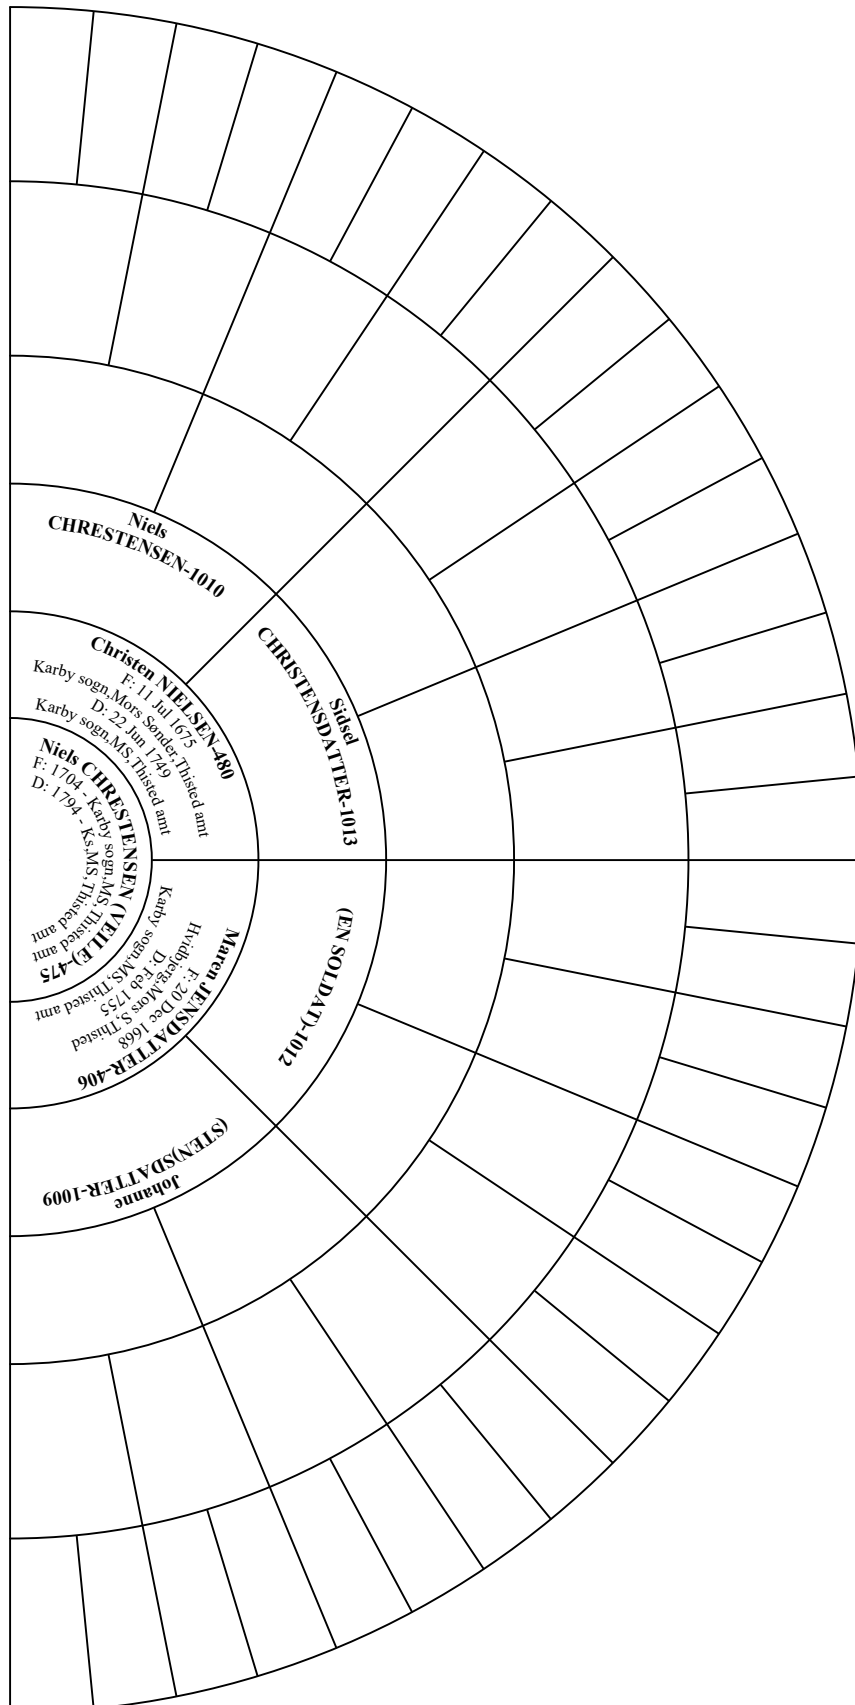 Niels
CHRESTENSEN-1010
Sidsel
CHRISTENSDATTER-1013
Christen NIELSEN-480
F: 11 Jul 1675
Karby sogn,Mors Sønder,Thisted amt
D: 22 Jun 1749
Karby sogn,MS,Thisted amt
Niels CHRESTENSEN (VEILE)-475
F: 1704 - Karby sogn,MS,Thisted amt
D: 1794 - Ks,MS,Thisted amt
Maren JENSDATTER-406
F: 20 Dec 1668
Hvidbjerg,Mors S,Thisted
D: Feb 1755
Karby sogn,MS,Thisted amt
(EN SOLDAT)-1012
Johanne
(STEN)SDATTER-1009